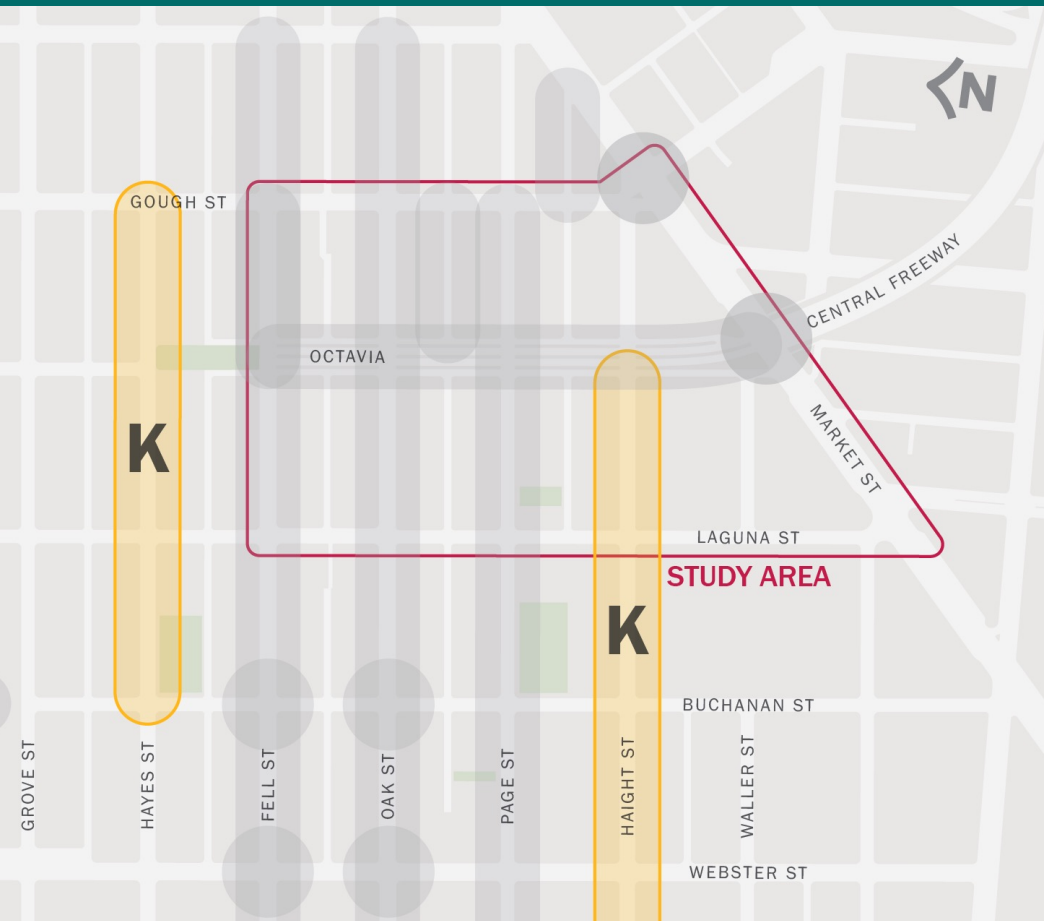 N
GOUGH ST
CENTRAL FREEWAY
OCTAVIA
K
MARKET ST
LAGUNA ST
STUDY AREA
K
BUCHANAN ST
GROVE ST
HAYES ST
FELL ST
OAK ST
PAGE ST
HAIGHT ST
WALLER ST
WEBSTER ST